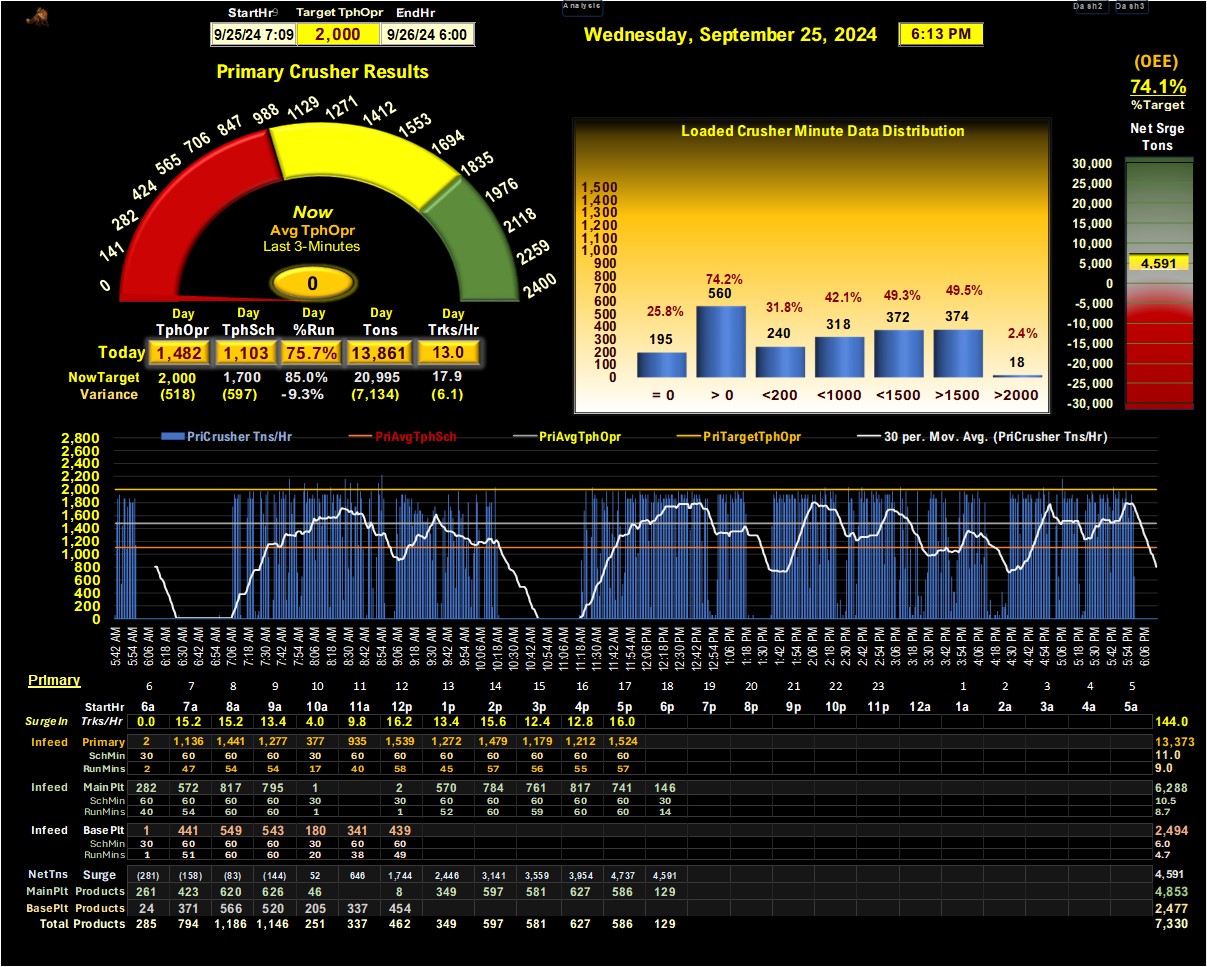 Analysis
Dash2 Dash3
StartHr Target TphOpr EndHr
9/25/24 7:09 2,000 9/26/24 6:00
Wednesday, September 25, 2024 6:13 PM
(OEE)
74.1%
%Target
Primary Crusher Results
0 141 282 424 565 706 847 988 1129 1271 1412 1553 1694 1835 1976 2118 2259 2400
Now
Avg TphOpr
Last 3-Minutes
0
Day Day Day Day Day
TphOpr TphSch %Run Tons Trks/Hr
Today 1,482 1,103 75.7% 13,861 13.0
NowTarget 2,000 1,700 85.0% 20,995 17.9
Variance (518) (597) -9.3% (7,134) (6.1)
Loaded Crusher Minute Data Distribution
1,500
1,400
1,300
1,200
1,100
1,000
900
800
700
600
500
400
300
200
100
0
25.8% 74.2% 31.8% 42.1% 49.3% 49.5% 2.4%
195 560 240 318 372 374 18
= 0 > 0 <200 <1000 <1500 >1500 >2000
Net Srge
Tons
30,000
25,000
20,000
15,000
10,000
5,000
0
-5,000
-10,000
-15,000
-20,000
-25,000
-30,000
4,591
PriCrusher Tns/Hr PriAvgTphSch PriAvgTphOpr PriTargetTphOpr 30 per. Mov. Avg. (PriCrusher Tns/Hr)
2,800
2,600
2,400
2,200
2,000
1,800
1,600
1,400
1,200
1,000
800
600
400
200
0
5:42 AM 5:54 AM 6:06 AM 6:18 AM 6:30 AM 6:42 AM 6:54 AM 7:06 AM 7:18 AM 7:30 AM 7:42 AM 7:54 AM 8:06 AM 8:18 AM 8:30 AM 8:42 AM 8:54 AM 9:06 AM 9:18 AM 9:30 AM 9:42 AM 9:54 AM 10:06 AM 10:18 AM 10:30 AM 10:42 AM 10:54 AM 11:06 AM 11:18 AM 11:30 AM 11:42 AM 11:54 AM 12:06 PM 12:18 PM 12:30 PM 12:42 PM 12:54 PM 1:06 PM 1:18 PM 1:30 PM 1:42 PM 1:54 PM 2:06 PM 2:18 PM 2:30 PM 2:42 PM 2:54 PM 3:06 PM 3:18 PM 3:30 PM 3:42 PM 3:54 PM 4:06 PM 4:18 PM 4:30 PM 4:42 PM 4:54 PM 5:06 PM 5:18 PM 5:30 PM 5:42 PM 5:54 PM 6:06 PM
Primary
6 7 8 9 10 11 12 13 14 15 16 17 18 19 20 21 22 23 1 2 3 4 5
StartHr 6a 7a 8a 9a 10a 11a 12p 1p 2p 3p 4p 5p 6p 7p 8p 9p 10p 11p 12a 1a 2a 3a 4a 5a
SurgeIn Trks/Hr 0.0 15.2 15.2 13.4 4.0 9.8 16.2 13.4 15.6 12.4 12.8 16.0 144.0
Infeed Primary 2 1,136 1,441 1,277 377 935 1,539 1,272 1,479 1,179 1,212 1,524 13,373
SchMin 30 60 60 60 30 60 60 60 60 60 60 60 11.0
RunMins 2 47 54 54 17 40 58 45 57 56 55 57 9.0
Infeed Main Plt 282 572 817 795 1 2 570 784 761 817 741 146 6,288
SchMin 60 60 60 60 30 30 60 60 60 60 60 30 10.5
RunMins 40 54 60 60 1 1 52 60 59 60 60 14 8.7
Infeed Base Plt 1 441 549 543 180 341 439 2,494
SchMin 30 60 60 60 30 60 60 6.0
RunMins 1 51 60 60 20 38 49 4.7
NetTns Surge (281) (158) (83) (144) 52 646 1,744 2,446 3,141 3,559 3,954 4,737 4,591 4,591
MainPlt Products 261 423 620 626 46 8 349 597 581 627 586 129 4,853
BasePlt Products 24 371 566 520 205 337 454 2,477
Total Products 285 794 1,186 1,146 251 337 462 349 597 581 627 586 129 7,330